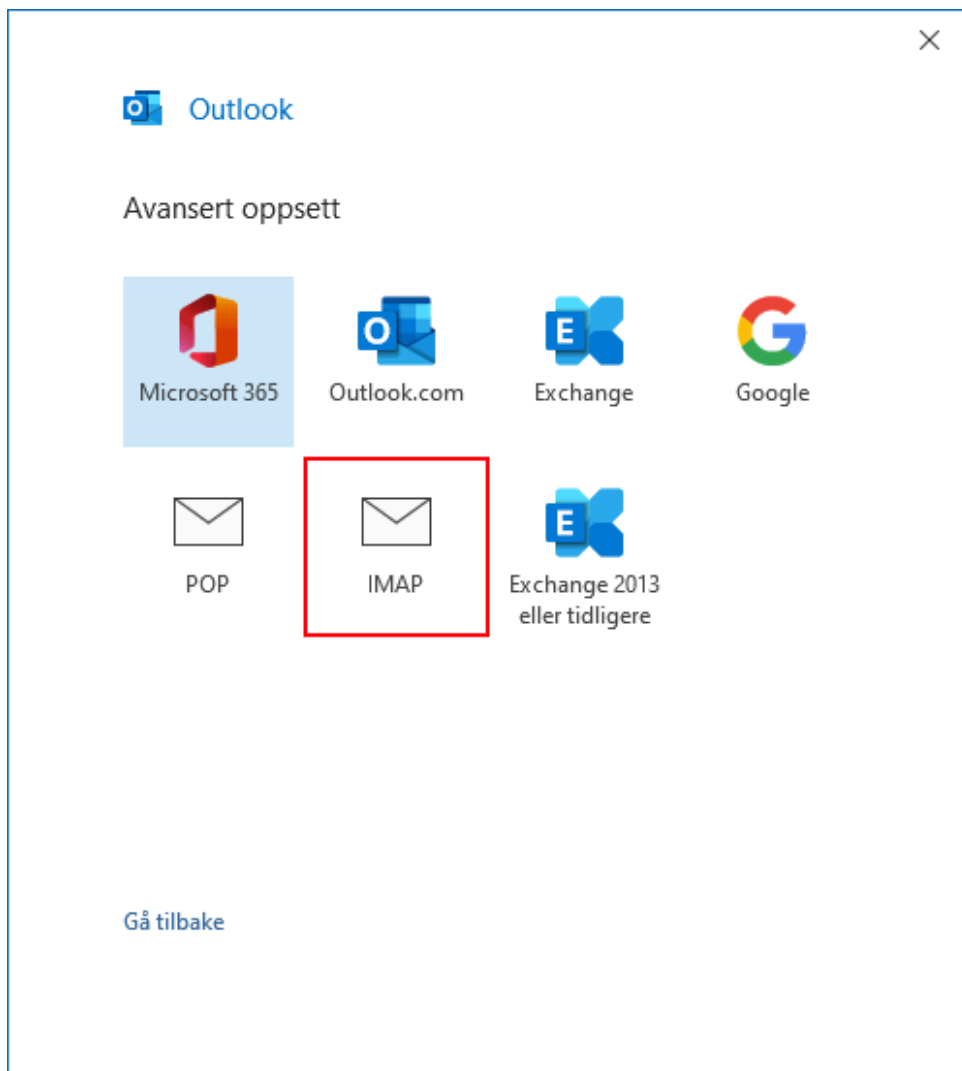 Outlook
Avansert oppsett
Microsoft 365
Outlook.com
Exchange
Google
POP
IMAP
Exchange 2013
eller tidligere
Gå tilbake